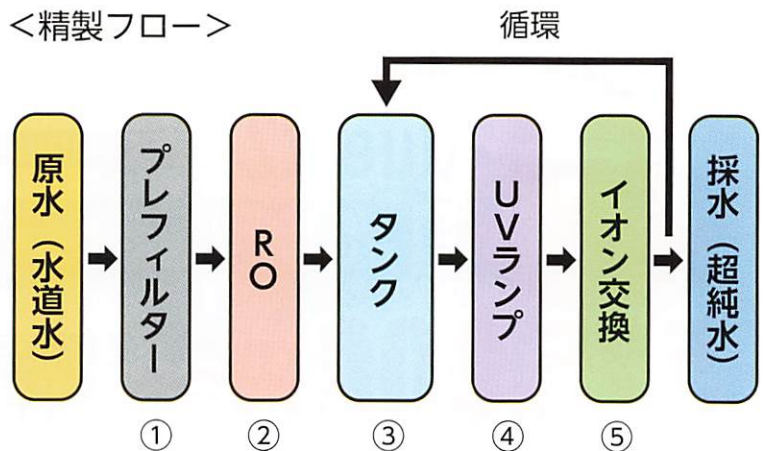 ＜精製フロー＞
循環
原水（水道水）
プレフィルター
RO
タンク
UVランプ
イオン交換
採水（超純水）
①
②
③
④
⑤